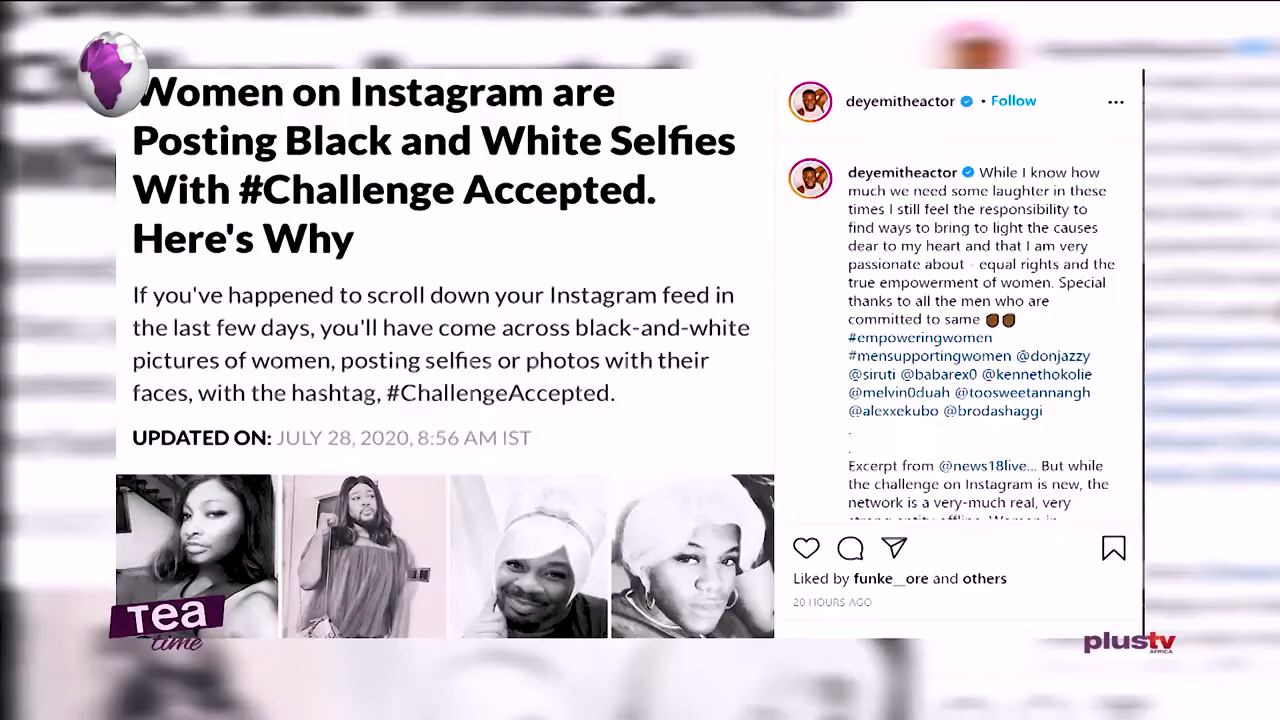 Women on Instagram are
Posting Black and White Selfies
With #Challenge Accepted.
Here's Why
If you've happened to scroll down your Instagram feed in
the last few days, you'll have come across black-and-white
pictures of women, posting selfies or photos with their
faces, with the hashtag, #ChallengeAccepted.
UPDATED ON: JULY 28, 2020, 8:56 AM IST
Tea
time
deyemitheactor • Follow
deyemitheactor While I know how
much we need some laughter in these
times I still feel the responsibility to
find ways to bring to light the causes
dear to my heart and that I am very
passionate about - equal rights and the
true empowerment of women. Special
thanks to all the men who are
committed to same
#empoweringwomen
#mensupportingwomen @donjazzy
@siruti @babarex0 @kennethokolie
@melvin0duah @toosweetannangh
@alexxekubo @brodashaggi
.
.
Excerpt from @news18live... But while
the challenge on Instagram is new, the
network is a very-much real, very
Liked by funke__ore and others
20 HOURS AGO
plustv
AFRICA